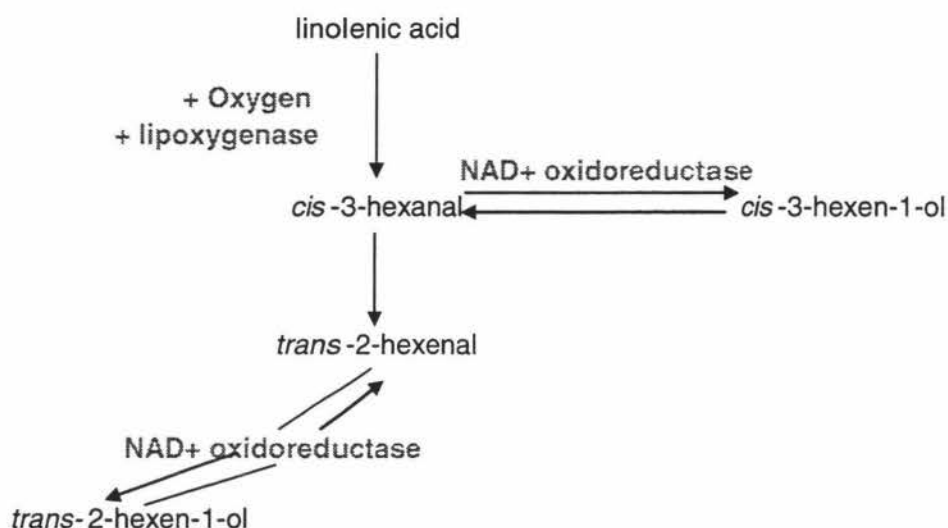 linolenic acid
+ Oxygen
+ lipoxygenase
NAD+ oxidoreductase
cis-3-hexanal
cis-3-hexen-1-ol
trans-2-hexenal
NAD+ oxidoreductase
trans-2-hexen-1-ol